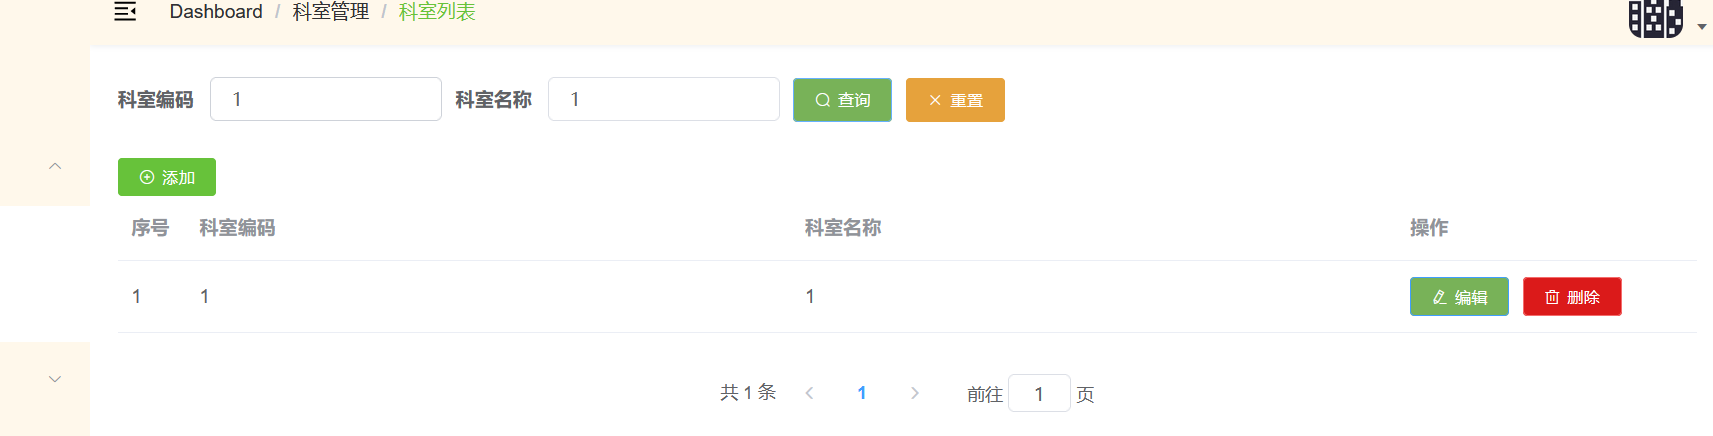 Dashboard / 科室管理 / 科室列表
科室编码 1 科室名称 1 查询 重置
添加
序号 科室编码 科室名称 操作
1 1 1 编辑 删除
共 1 条 1 前往 1 页